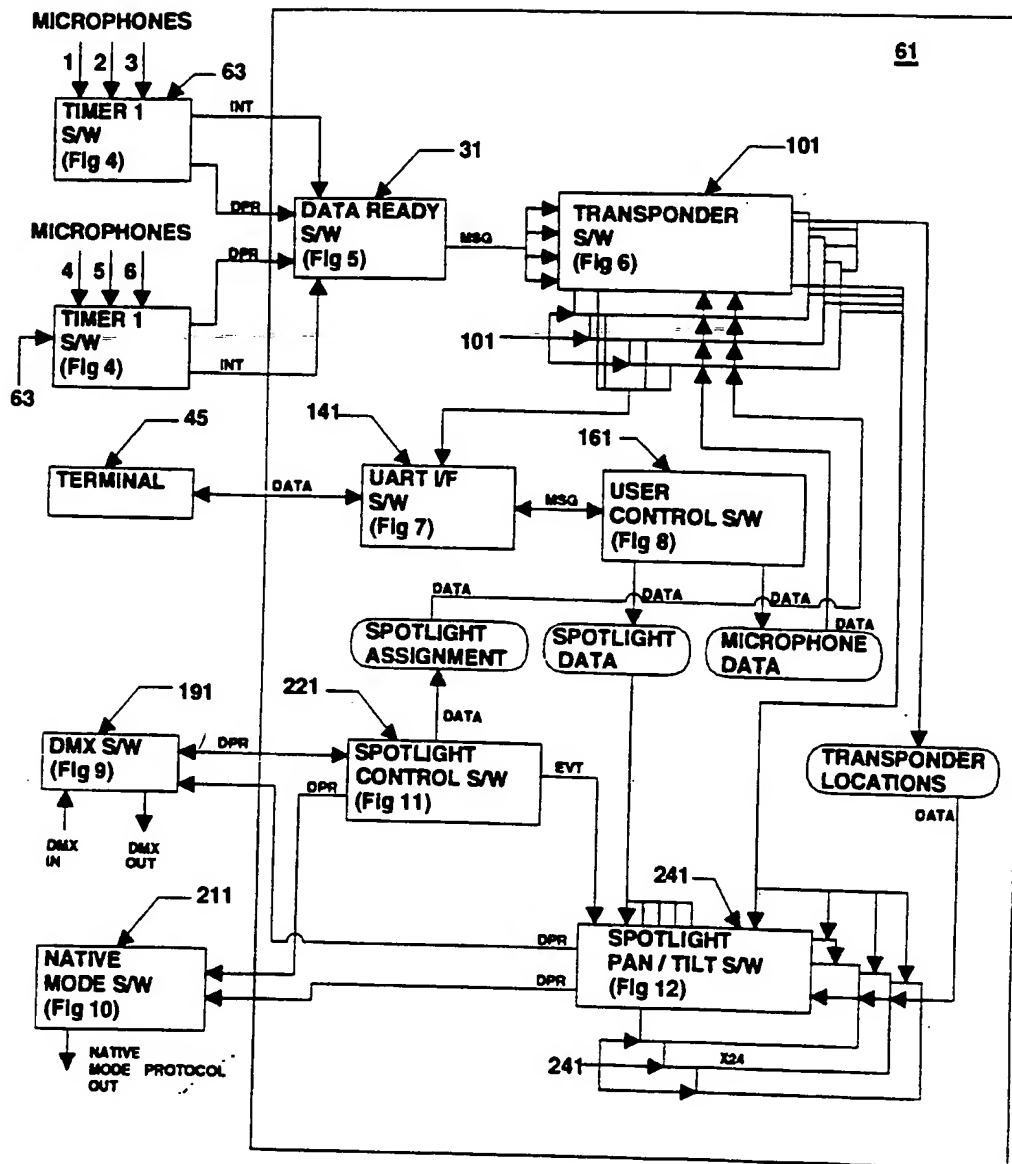 MICROPHONES
61
1 2 3
63
TIMER 1
S/W
(Fig 4)
INT
31
101
DPR
DATA READY
S/W
(Fig 5)
MSG
TRANSPONDER
S/W
(Fig 6)
MICROPHONES
DPR
4 5 6
TIMER 1
S/W
(Fig 4)
INT
101
63
45
141
161
TERMINAL
DATA
UART I/F
S/W
(Fig 7)
MSG
USER
CONTROL S/W
(Fig 8)
DATA
DATA
DATA
SPOTLIGHT
ASSIGNMENT
SPOTLIGHT
DATA
MICROPHONE
DATA
DATA
191
221
DATA
DMX S/W
(Fig 9)
DPR
SPOTLIGHT
CONTROL S/W
(Fig 11)
EVT
DPR
TRANSPONDER
LOCATIONS
DATA
DMX
IN
DMX
OUT
211
241
NATIVE
MODE S/W
(Fig 10)
DPR
DPR
SPOTLIGHT
PAN / TILT S/W
(Fig 12)
NATIVE
MODE PROTOCOL
OUT
X24
241